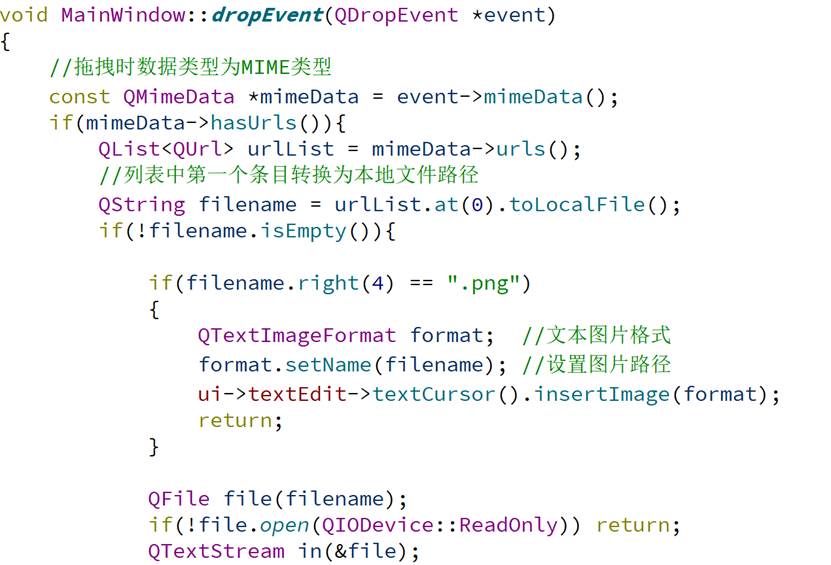 void MainWindow::dropEvent(QDropEvent *event)
{
    //拖拽时数据类型为MIME类型
    const QMimeData *mimeData = event->mimeData();
    if(mimeData->hasUrls()){
        QList<QUrl> urlList = mimeData->urls();
        //列表中第一个条目转换为本地文件路径
        QString filename = urlList.at(0).toLocalFile();
        if(!filename.isEmpty()){
            if(filename.right(4) == ".png")
            {
                QTextImageFormat format;  //文本图片格式
                format.setName(filename); //设置图片路径
                ui->textEdit->textCursor().insertImage(format);
                return;
            }
            QFile file(filename);
            if(!file.open(QIODevice::ReadOnly)) return;
            QTextStream in(&file);